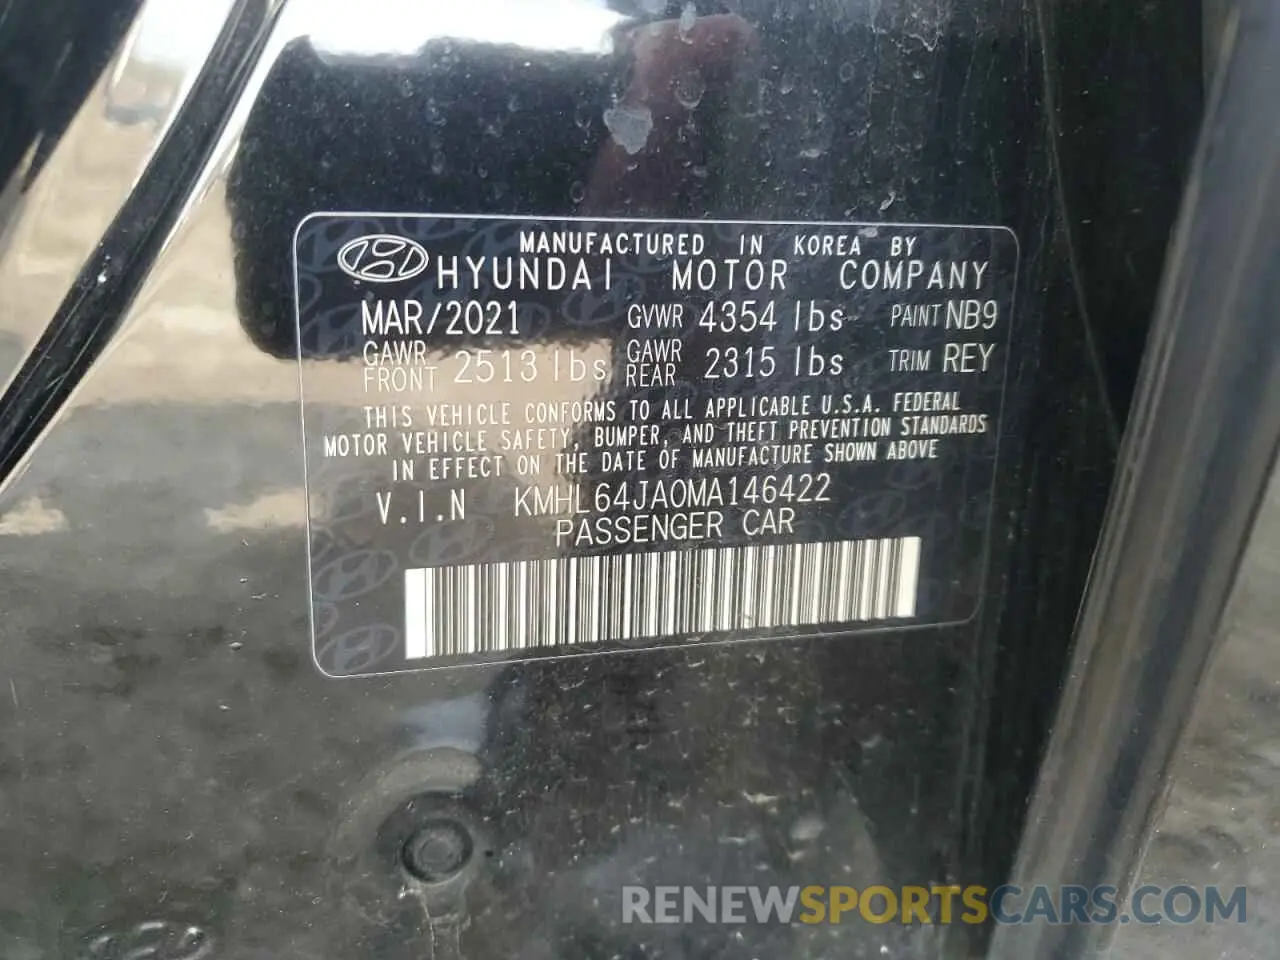 MANUFACTURED IN KOREA BY
HYUNDAI MOTOR COMPANY
MAR/2021 GVWR 4354 lbs PAINT NB9
GAWR FRONT 2513 lbs GAWR REAR 2315 lbs TRIM REY
THIS VEHICLE CONFORMS TO ALL APPLICABLE U.S.A. FEDERAL
MOTOR VEHICLE SAFETY, BUMPER, AND THEFT PREVENTION STANDARDS
IN EFFECT ON THE DATE OF MANUFACTURE SHOWN ABOVE
V.I.N KMHL64JA0MA146422
PASSENGER CAR
RENEWSPORTSCARS.COM